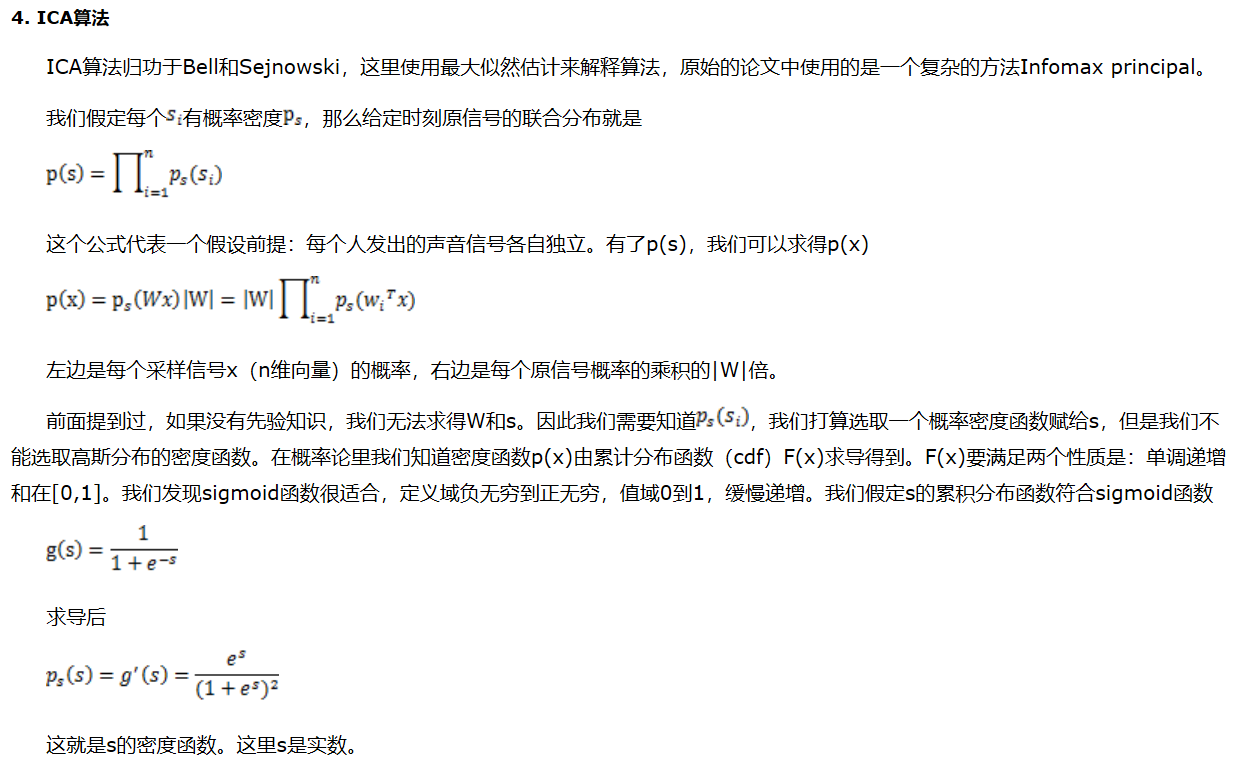 4. ICA算法
ICA算法归功于Bell和Sejnowski，这里使用最大似然估计来解释算法，原始的论文中使用的是一个复杂的方法Infomax principal。
我们假定每个sᵢ有概率密度pₛ，那么给定时刻原信号的联合分布就是
p(s) = ∏ⁿᵢ₌₁ pₛ(sᵢ)
这个公式代表一个假设前提：每个人发出的声音信号各自独立。有了p(s)，我们可以求得p(x)
p(x) = pₛ(Wx)|W| = |W| ∏ⁿᵢ₌₁ pₛ(wᵢᵀx)
左边是每个采样信号x（n维向量）的概率，右边是每个原信号概率的乘积的|W|倍。
前面提到过，如果没有先验知识，我们无法求得W和s。因此我们需要知道pₛ(sᵢ)，我们打算选取一个概率密度函数赋给s，但是我们不
能选取高斯分布的密度函数。在概率论里我们知道密度函数p(x)由累计分布函数（cdf）F(x)求导得到。F(x)要满足两个性质是：单调递增
和在[0,1]。我们发现sigmoid函数很适合，定义域负无穷到正无穷，值域0到1，缓慢递增。我们假定s的累积分布函数符合sigmoid函数
g(s) = 1 / (1 + e⁻ˢ)
求导后
pₛ(s) = g′(s) = eˢ / (1 + eˢ)²
这就是s的密度函数。这里s是实数。